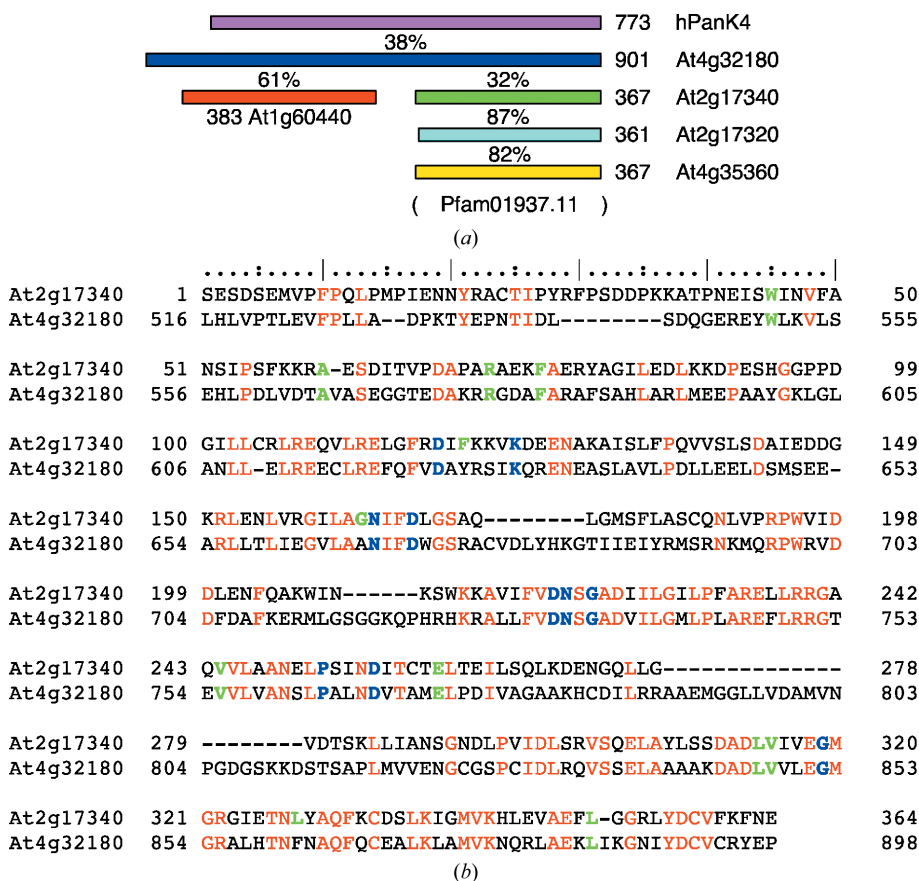 773 hPanK4
38%
901 At4g32180
61% 32%
367 At2g17340
383 At1g60440
87%
361 At2g17320
82%
367 At4g35360
( Pfam01937.11 )
(a)
....:....|....:....|....:....|....:....|....:....|
At2g17340 1 SESDSEMVPFPQLPMPIENNYRACTIPYRFPSDDPKKATPNEISWINVFA 50
At4g32180 516 LHLVPTLEVFPLLA--DPKTYEPNTIDL--------SDQGEREYWLKVLS 555
At2g17340 51 NSIPSFKKRA-ESDITVPDAPARAEKFAERYAGILEDLKKDPESHGGPPD 99
At4g32180 556 EHLPDLVDTAVASEGGTEDAKRRGDAFARAFSAHLARLMEEPAAYGKLGL 605
At2g17340 100 GILLCRLREQVLRELGFRDIFKKVKDEENAKAISLFPQVVSLSDAIEDDG 149
At4g32180 606 ANLL-ELREECLREFQFVDAYRSIKQRENEASLAVLPDLLEELDSMSEE- 653
At2g17340 150 KRLENLVRGILAGNIFDLGSAQ--------LGMSFLASCQNLVPRPWVID 198
At4g32180 654 ARLLTLIEGVLAANIFDWGSRACVDLYHKGTIIEIYRMSRNKMQRPWRVD 703
At2g17340 199 DLENFQAKWIN------KSWKKAVIFVDNSGADIILGILPFARELLRRGA 242
At4g32180 704 DFDAFKERMLGSGGKQPHRHKRALLFVDNSGADVILGMLPLAREFLRRGT 753
At2g17340 243 QVVLAANELPSINDITCTELTEILSQLKDENGQLLG-------------- 278
At4g32180 754 EVVLVANSLPALNDVTAMELPDIVAGAAKHCDILRRAAEMGGLLVDAMVN 803
At2g17340 279 --------VDTSKLLIANSGNDLPVIDLSRVSQELAYLSSDADLVIVEGM 320
At4g32180 804 PGDGSKKDSTSAPLMVVENGCGSPCIDLRQVSSELAAAAKDADLVVLEGM 853
At2g17340 321 GRGIETNLYAQFKCDSLKIGMVKHLEVAEFL-GGRLYDCVFKFNE 364
At4g32180 854 GRALHTNFNAQFQCEALKLAMVKNQRLAEKLIKGNIYDCVCRYEP 898
(b)